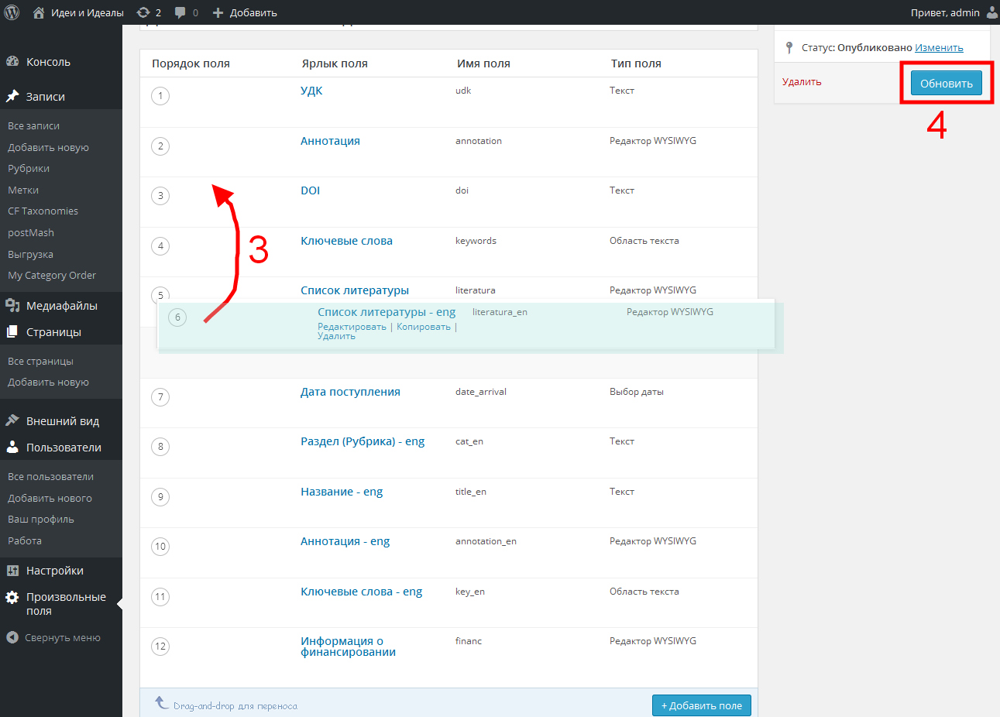 Идеи и Идеалы 2 0 Добавить Привет, admin
Консоль
Записи
Все записи
Добавить новую
Рубрики
Метки
CF Taxonomies
postMash
Выгрузка
My Category Order
Медиафайлы
Страницы
Все страницы
Добавить новую
Внешний вид
Пользователи
Все пользователи
Добавить нового
Ваш профиль
Работа
Настройки
Произвольные
поля
Свернуть меню
Порядок поля Ярлык поля Имя поля Тип поля
1 УДК udk Текст
2 Аннотация annotation Редактор WYSIWYG
3 DOI doi Текст
4 Ключевые слова keywords Область текста
5 Список литературы literatura Редактор WYSIWYG
6 Список литературы - eng literatura_en Редактор WYSIWYG
Редактировать | Копировать |
Удалить
7 Дата поступления date_arrival Выбор даты
8 Раздел (Рубрика) - eng cat_en Текст
9 Название - eng title_en Текст
10 Аннотация - eng annotation_en Редактор WYSIWYG
11 Ключевые слова - eng key_en Область текста
12 Информация о финансировании financ Редактор WYSIWYG
Drag-and-drop для переноса
+ Добавить поле
3
Статус: Опубликовано Изменить
Удалить
Обновить
4